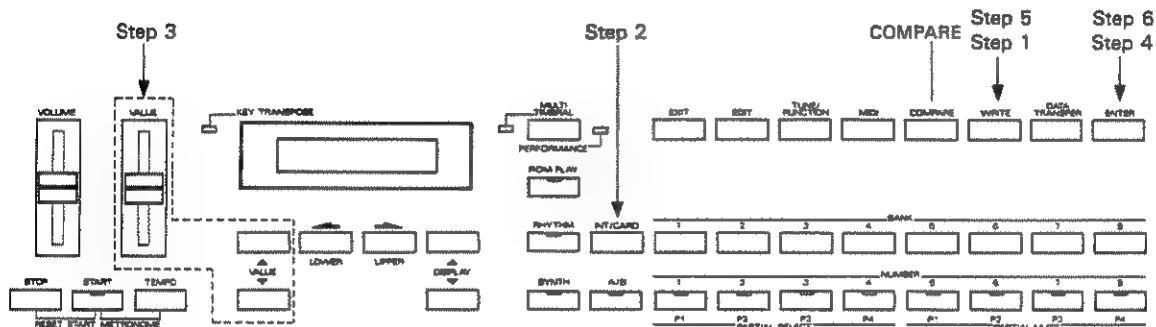 Step 3
Step 2
COMPARE
Step 5
Step 1
Step 6
Step 4
VOLUME
VALUE
KEY TRANSPOSE
MULTI TIMBRAL
PERFORMANCE
EXIT
EDIT
TUNE/FUNCTION
MIDI
COMPARE
WRITE
DATA TRANSFER
ENTER
ROM PLAY
BANK
RHYTHM
INT/CARD
1 2 3 4 5 6 7 8
LOWER
UPPER
VALUE
DISPLAY
NUMBER
STOP
START
TEMPO
SYNTH
A/B
1 2 3 4 5 6 7 8
RESET START
METRONOME
P1 P2 P3 P4 P1 P2 P3 P4
PARTIAL SELECT